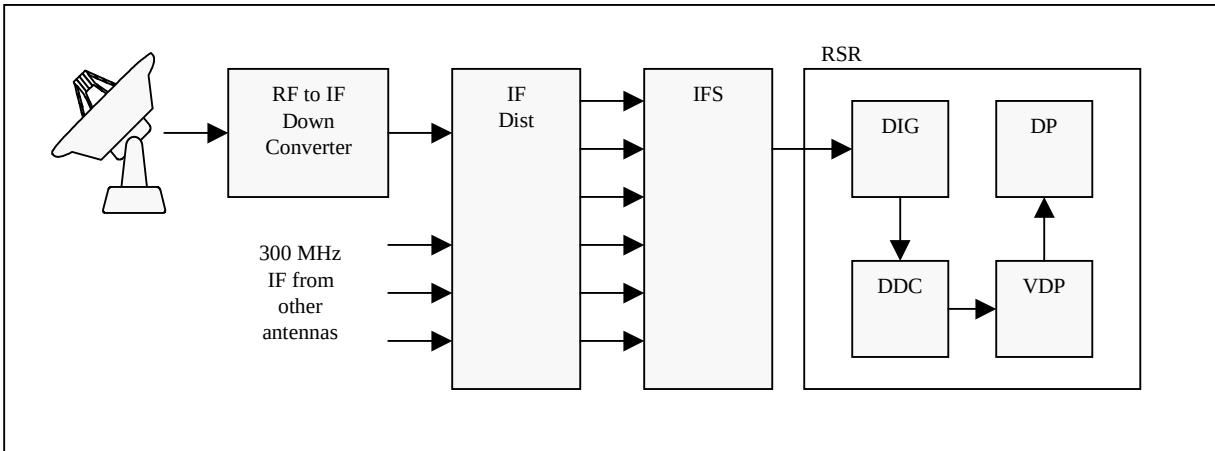 RF to IF
Down
Converter
300 MHz
IF from
other
antennas
IF
Dist
IFS
RSR
DIG
DP
DDC
VDP